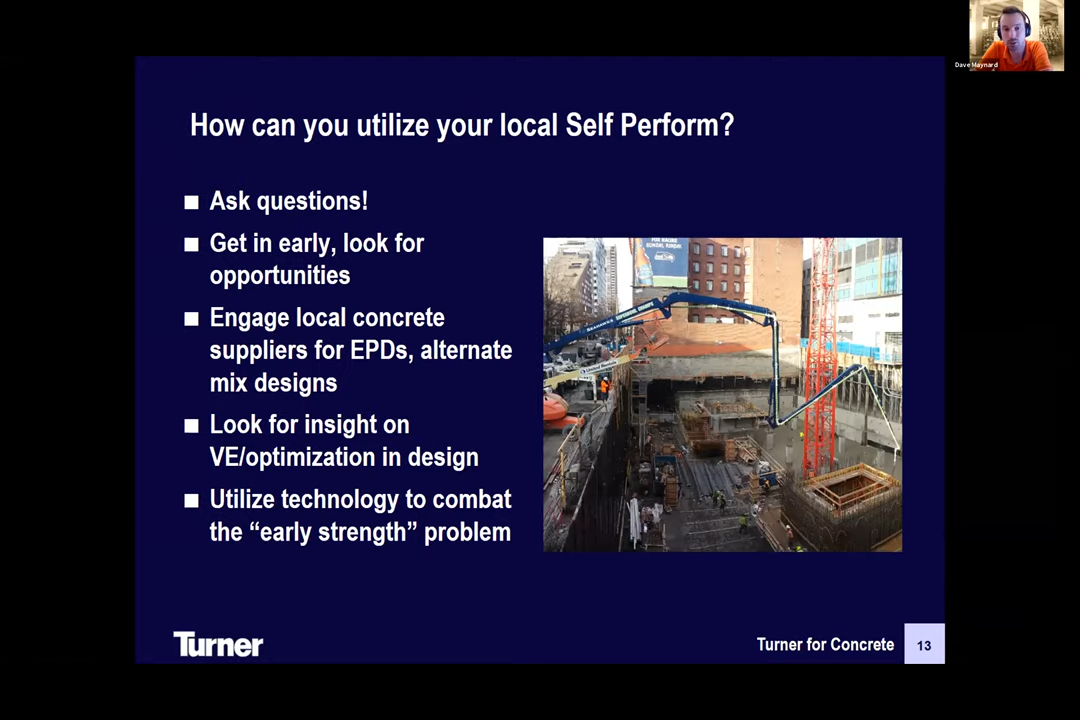 Dave Maynard
How can you utilize your local Self Perform?
Ask questions!
Get in early, look for
opportunities
Engage local concrete
suppliers for EPDs, alternate
mix designs
Look for insight on
VE/optimization in design
Utilize technology to combat
the “early strength” problem
Turner
Turner for Concrete
13